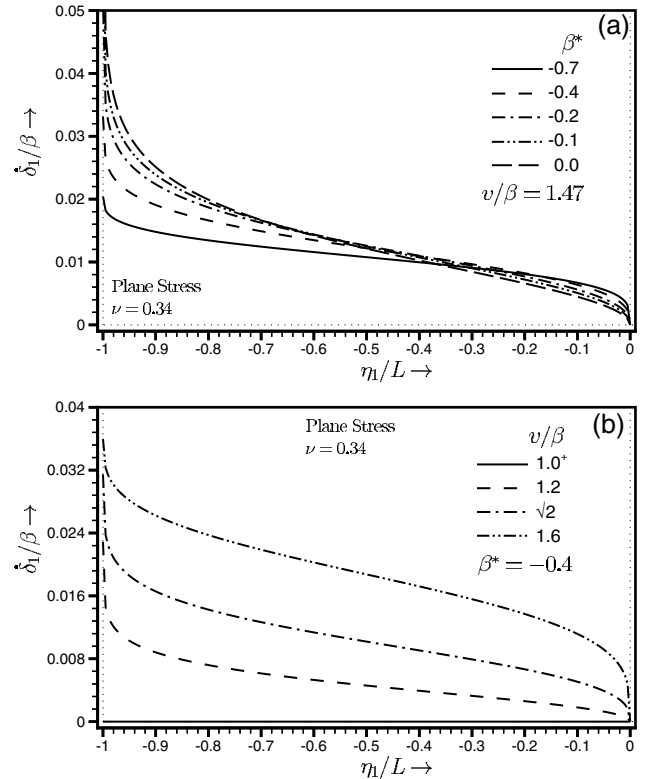 (a)
0.05
0.04
0.03
0.02
0.01
0
δ̇₁/β →
β*
-0.7
-0.4
-0.2
-0.1
0.0
v/β = 1.47
Plane Stress
ν = 0.34
-1 -0.9 -0.8 -0.7 -0.6 -0.5 -0.4 -0.3 -0.2 -0.1 0
η₁/L →
(b)
0.04
0.032
0.024
0.016
0.008
0
δ̇₁/β →
Plane Stress
ν = 0.34
v/β
1.0⁺
1.2
√2
1.6
β* = −0.4
-1 -0.9 -0.8 -0.7 -0.6 -0.5 -0.4 -0.3 -0.2 -0.1 0
η₁/L →